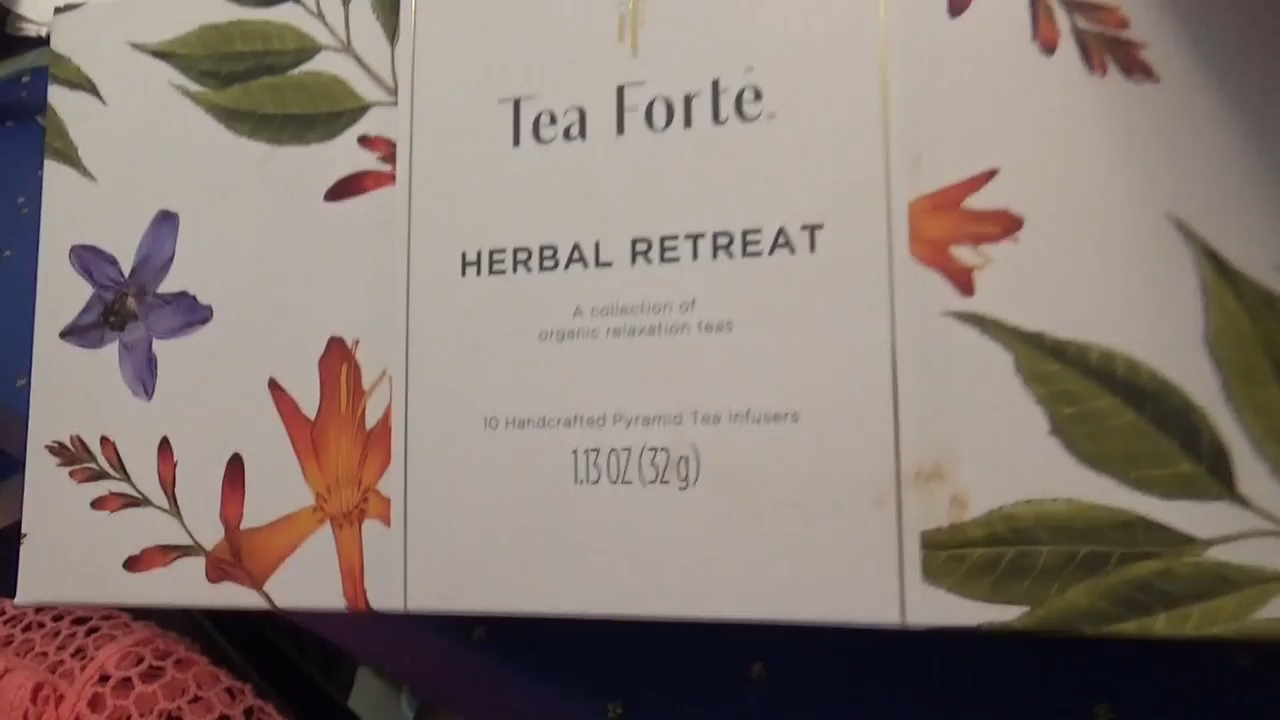 Tea Forté
HERBAL RETREAT
A collection of
organic relaxation teas
10 Handcrafted Pyramid Tea Infusers
1.13 OZ (32 g)